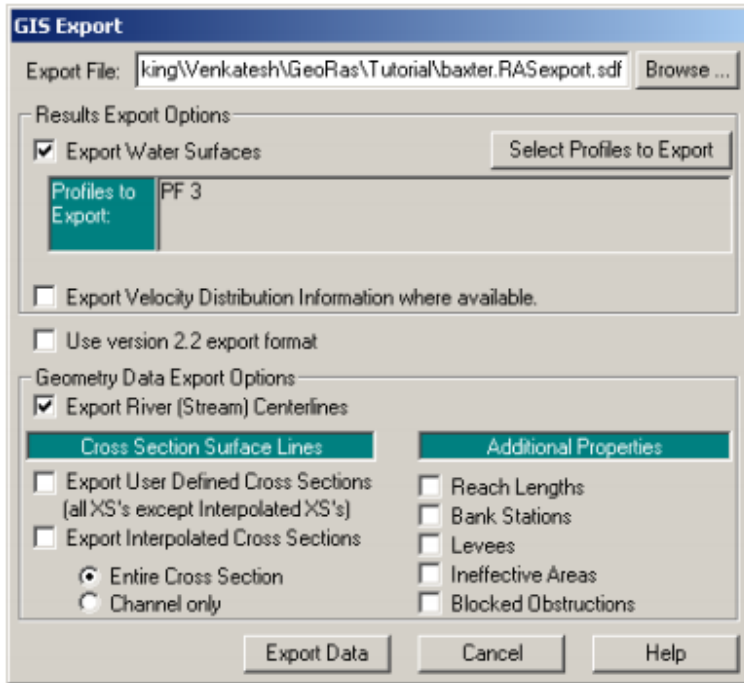 GIS Export
Export File: king\Venkatesh\GeoRas\Tutorial\baxter.RASexport.sdf Browse ...
Results Export Options
Export Water Surfaces Select Profiles to Export
Profiles to Export: PF 3
Export Velocity Distribution Information where available.
Use version 2.2 export format
Geometry Data Export Options
Export River (Stream) Centerlines
Cross Section Surface Lines
Export User Defined Cross Sections
(all XS's except Interpolated XS's)
Export Interpolated Cross Sections
Entire Cross Section
Channel only
Additional Properties
Reach Lengths
Bank Stations
Levees
Ineffective Areas
Blocked Obstructions
Export Data Cancel Help